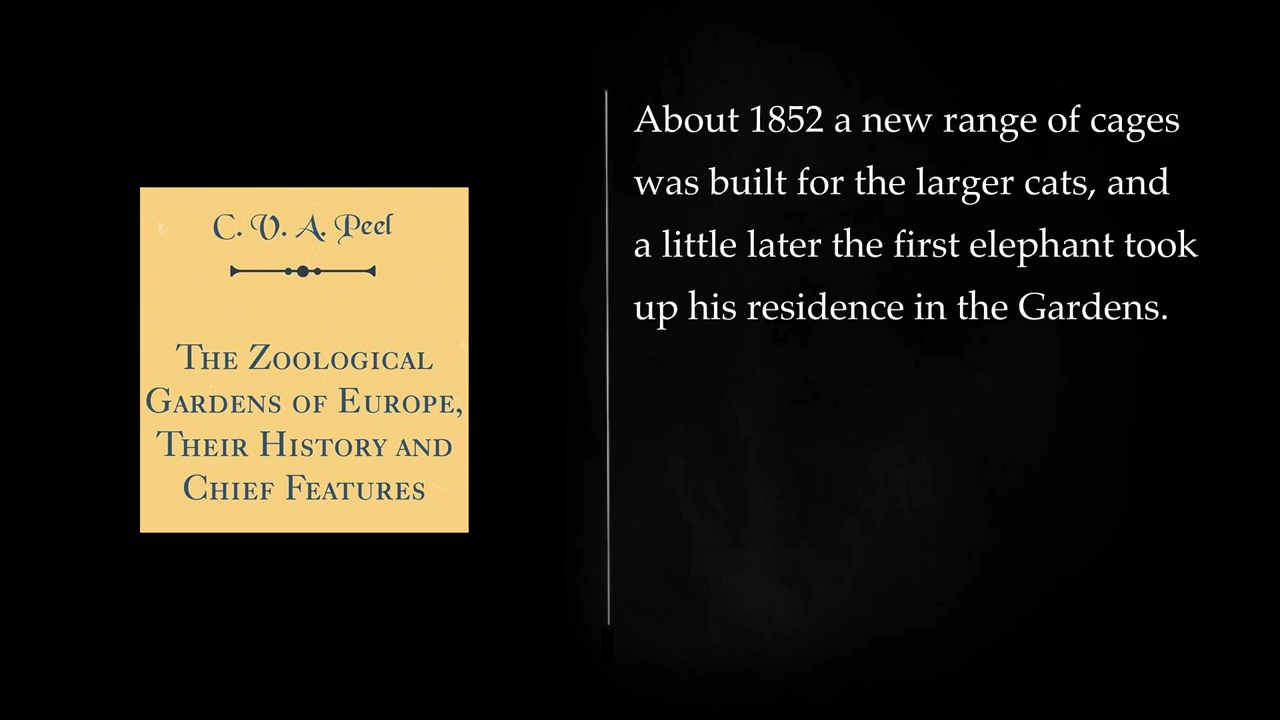 C. V. A. Peel
The Zoological
Gardens of Europe,
Their History and
Chief Features
About 1852 a new range of cages
was built for the larger cats, and
a little later the first elephant took
up his residence in the Gardens.